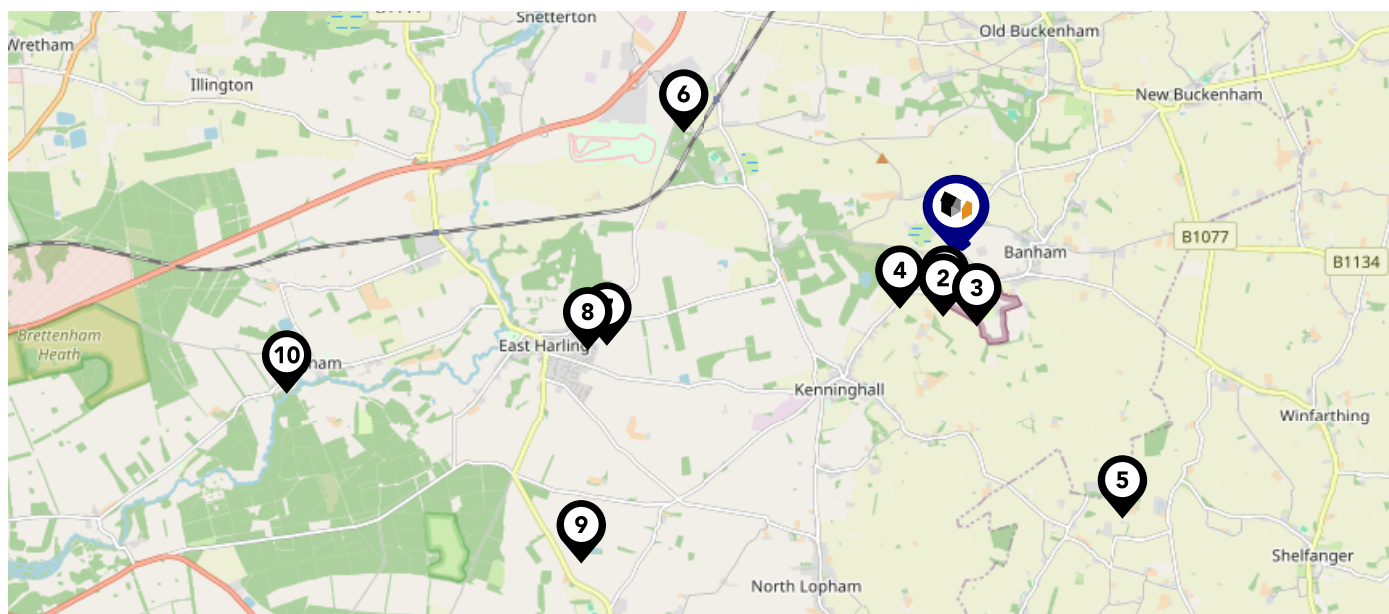 Snetterton
Wretham
Old Buckenham
Illington
6
New Buckenham
B1077
Banham
B1134
4
2
3
8
Brettenham
Heath
East Harling
10
Kenninghall
Winfarthing
5
9
Shelfanger
North Lopham